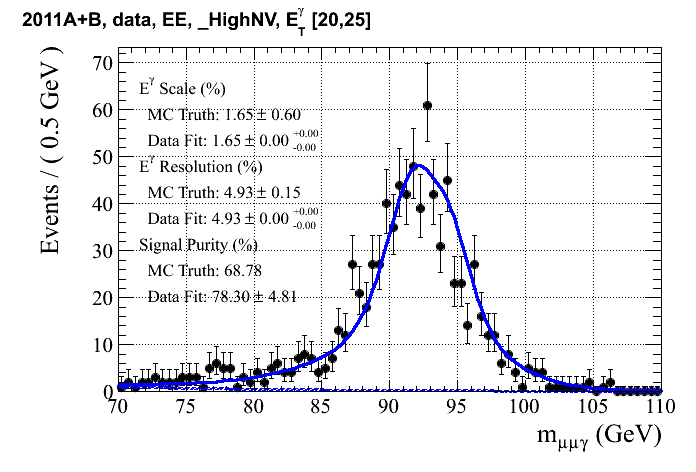 2011A+B, data, EE, _HighNV, E_T^γ [20,25]
Events / ( 0.5 GeV )
70
60
50
40
30
20
10
0
E^γ Scale (%)
MC Truth: 1.65 ± 0.60
Data Fit: 1.65 ± 0.00 +0.00 -0.00
E^γ Resolution (%)
MC Truth: 4.93 ± 0.15
Data Fit: 4.93 ± 0.00 +0.00 -0.00
Signal Purity (%)
MC Truth: 68.78
Data Fit: 78.30 ± 4.81
70 75 80 85 90 95 100 105 110
m_μμγ (GeV)